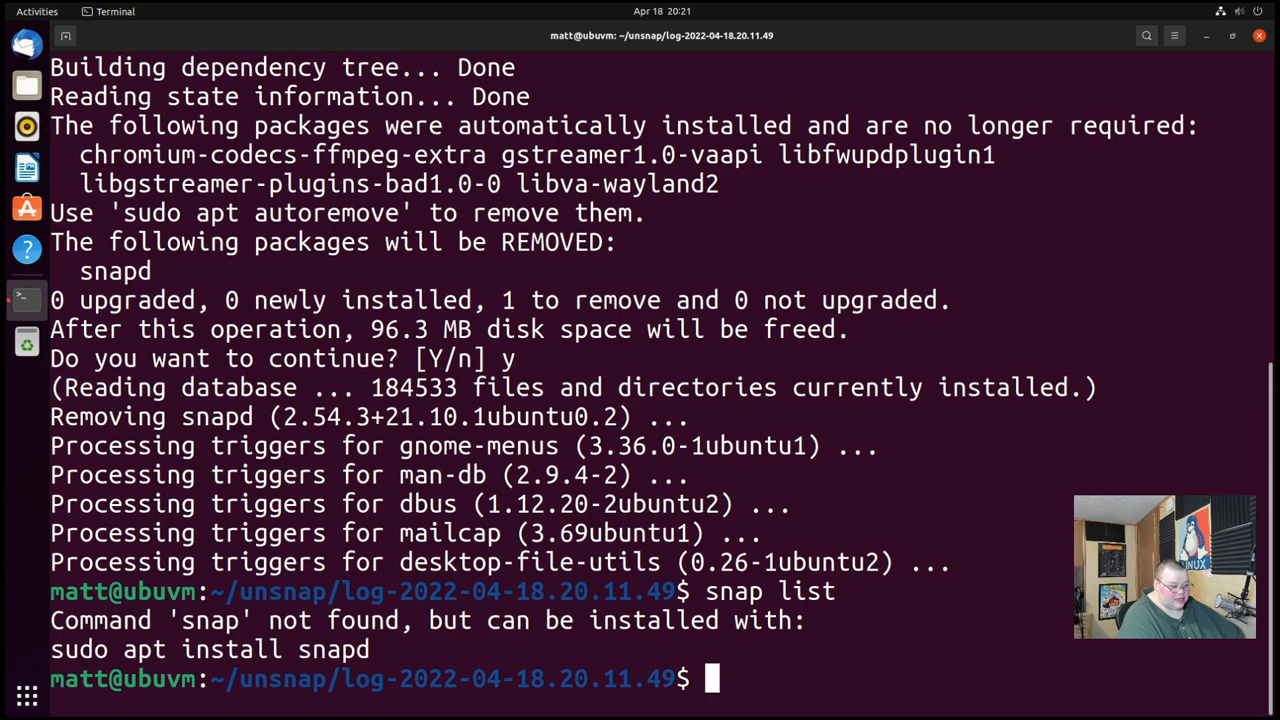 Activities
Terminal
Apr 18 20:21
matt@ubuvm: ~/unsnap/log-2022-04-18.20.11.49
Building dependency tree... Done
Reading state information... Done
The following packages were automatically installed and are no longer required:
chromium-codecs-ffmpeg-extra gstreamer1.0-vaapi libfwupdplugin1
libgstreamer-plugins-bad1.0-0 libva-wayland2
Use 'sudo apt autoremove' to remove them.
The following packages will be REMOVED:
snapd
0 upgraded, 0 newly installed, 1 to remove and 0 not upgraded.
After this operation, 96.3 MB disk space will be freed.
Do you want to continue? [Y/n] y
(Reading database ... 184533 files and directories currently installed.)
Removing snapd (2.54.3+21.10.1ubuntu0.2) ...
Processing triggers for gnome-menus (3.36.0-1ubuntu1) ...
Processing triggers for man-db (2.9.4-2) ...
Processing triggers for dbus (1.12.20-2ubuntu2) ...
Processing triggers for mailcap (3.69ubuntu1) ...
Processing triggers for desktop-file-utils (0.26-1ubuntu2) ...
matt@ubuvm:~/unsnap/log-2022-04-18.20.11.49$ snap list
Command 'snap' not found, but can be installed with:
sudo apt install snapd
matt@ubuvm:~/unsnap/log-2022-04-18.20.11.49$